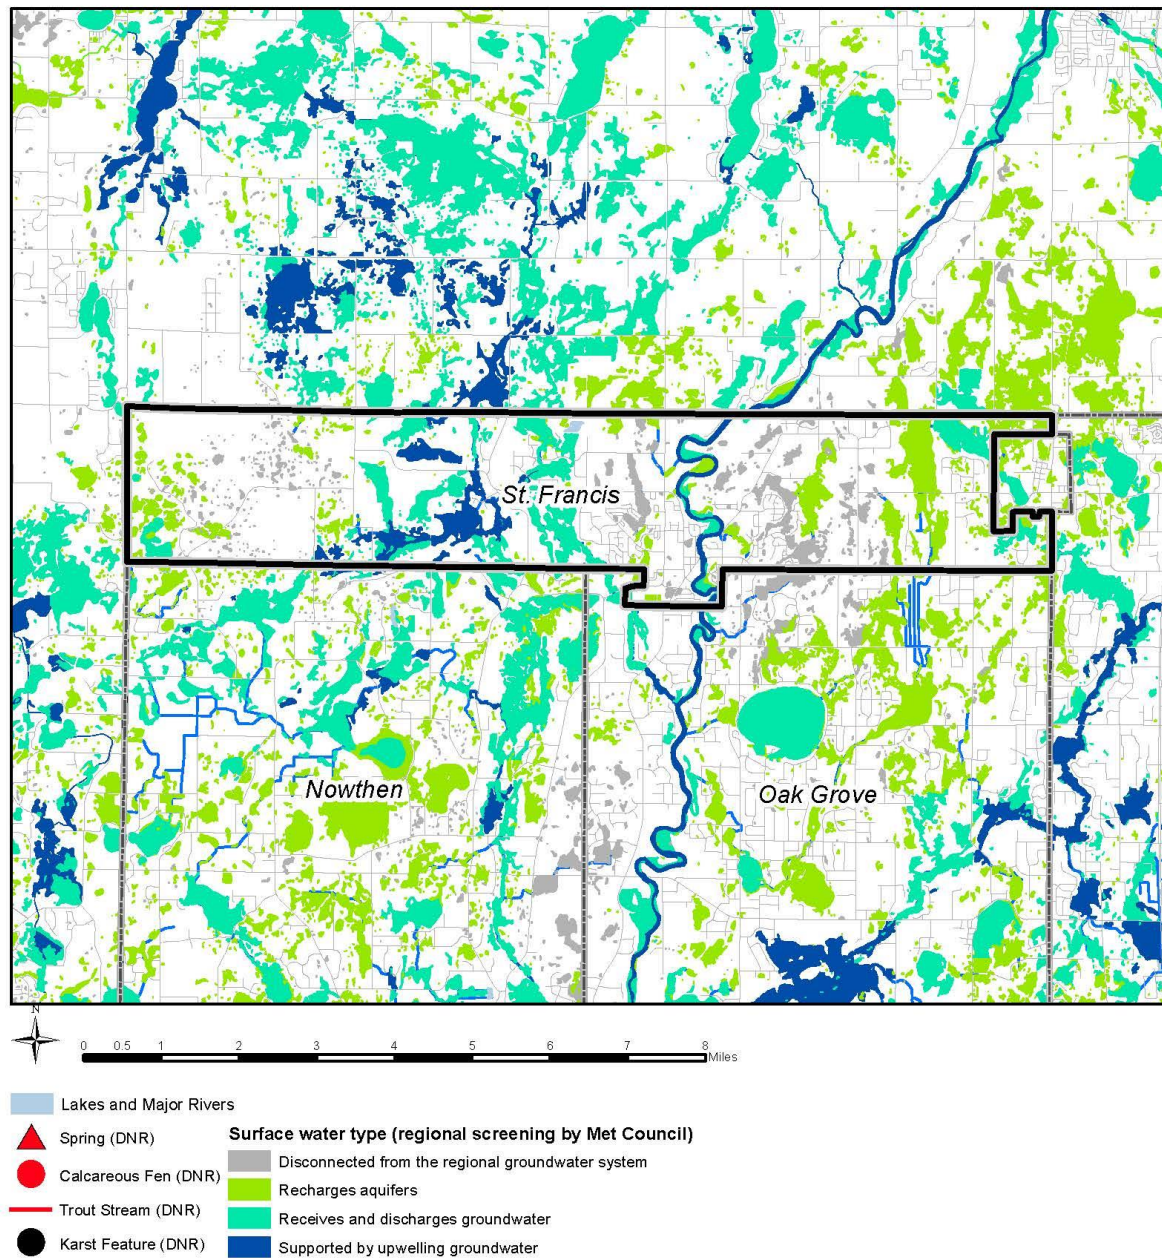 St. Francis
Nowthen
Oak Grove
N
0 0.5 1 2 3 4 5 6 7 8
Miles
Lakes and Major Rivers
Spring (DNR)
Calcareous Fen (DNR)
Trout Stream (DNR)
Karst Feature (DNR)
Surface water type (regional screening by Met Council)
Disconnected from the regional groundwater system
Recharges aquifers
Receives and discharges groundwater
Supported by upwelling groundwater